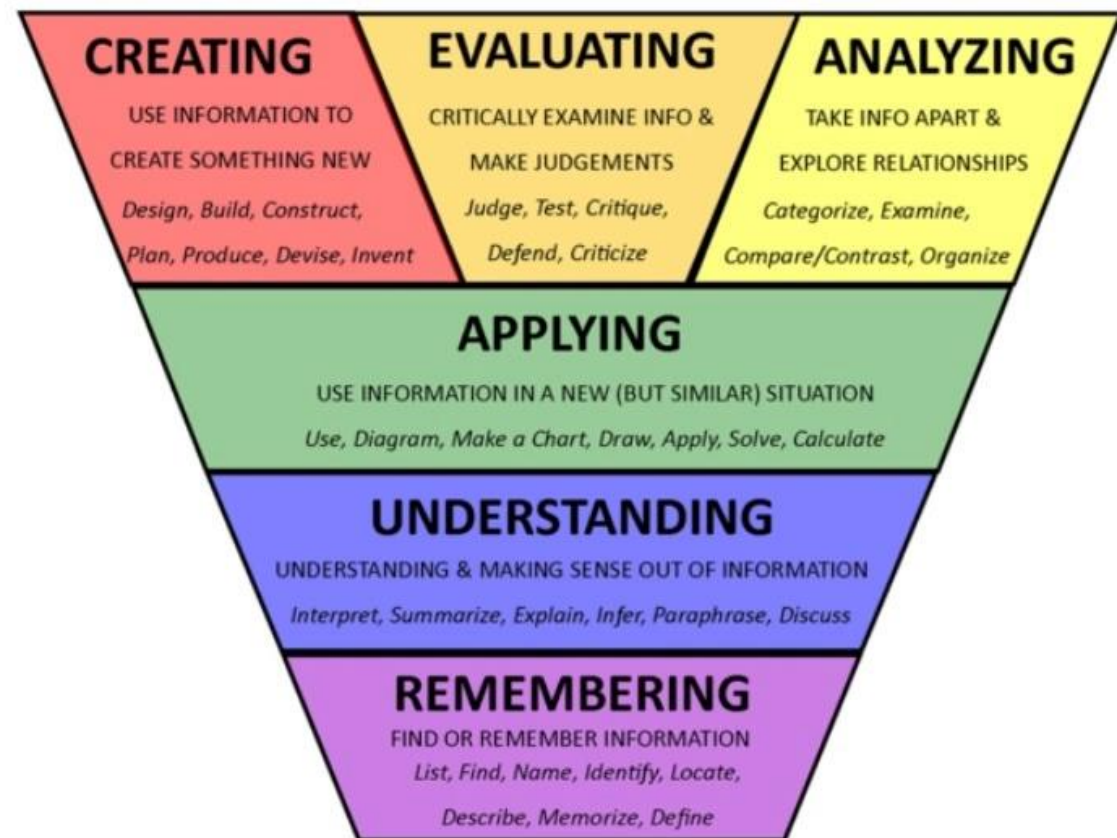 CREATING
USE INFORMATION TO
CREATE SOMETHING NEW
Design, Build, Construct,
Plan, Produce, Devise, Invent
EVALUATING
CRITICALLY EXAMINE INFO &
MAKE JUDGEMENTS
Judge, Test, Critique,
Defend, Criticize
ANALYZING
TAKE INFO APART &
EXPLORE RELATIONSHIPS
Categorize, Examine,
Compare/Contrast, Organize
APPLYING
USE INFORMATION IN A NEW (BUT SIMILAR) SITUATION
Use, Diagram, Make a Chart, Draw, Apply, Solve, Calculate
UNDERSTANDING
UNDERSTANDING & MAKING SENSE OUT OF INFORMATION
Interpret, Summarize, Explain, Infer, Paraphrase, Discuss
REMEMBERING
FIND OR REMEMBER INFORMATION
List, Find, Name, Identify, Locate,
Describe, Memorize, Define